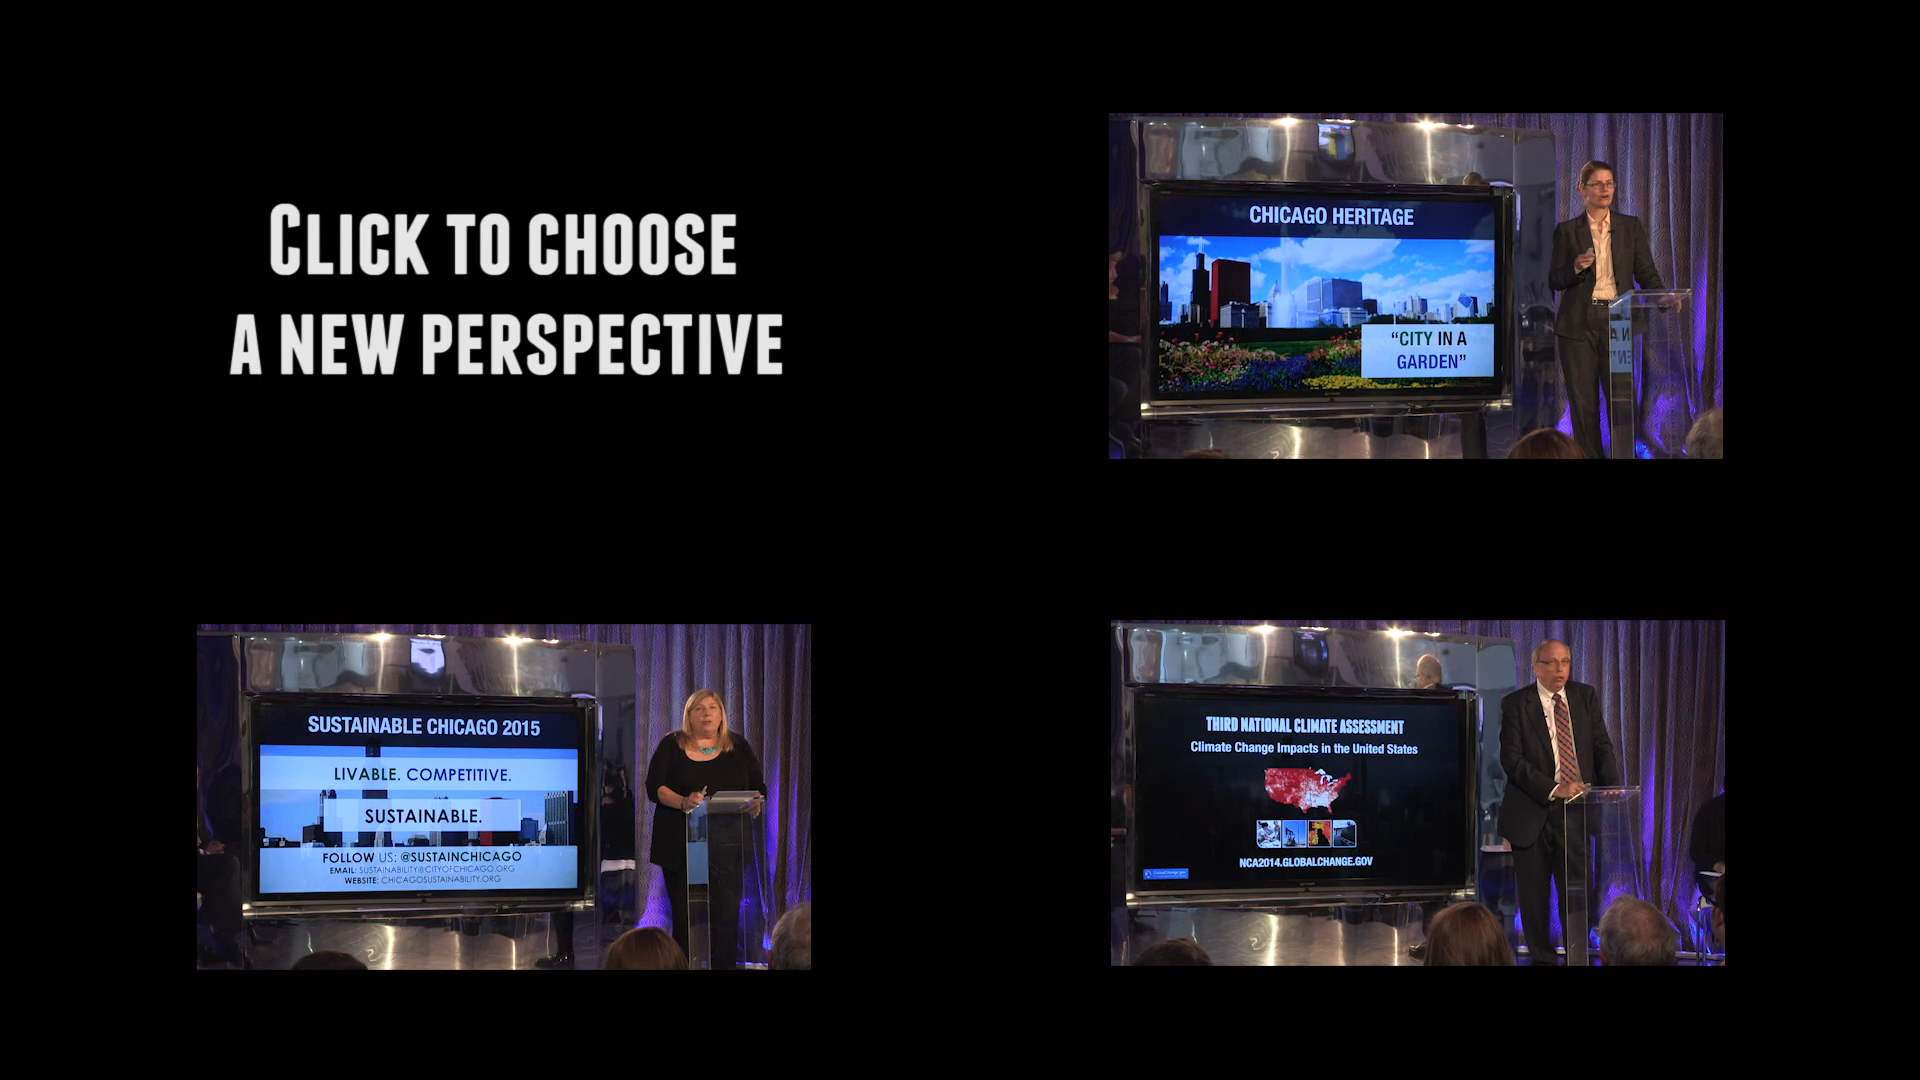 CLICK TO CHOOSE
A NEW PERSPECTIVE
CHICAGO HERITAGE
“CITY IN A
GARDEN”
SUSTAINABLE CHICAGO 2015
LIVABLE. COMPETITIVE.
SUSTAINABLE.
FOLLOW US: @SUSTAINCHICAGO
EMAIL: SUSTAINABILITY@CITYOFCHICAGO.ORG
WEBSITE: CHICAGOSUSTAINABILITY.ORG
THIRD NATIONAL CLIMATE ASSESSMENT
Climate Change Impacts in the United States
NCA2014.GLOBALCHANGE.GOV
GlobalChange.gov